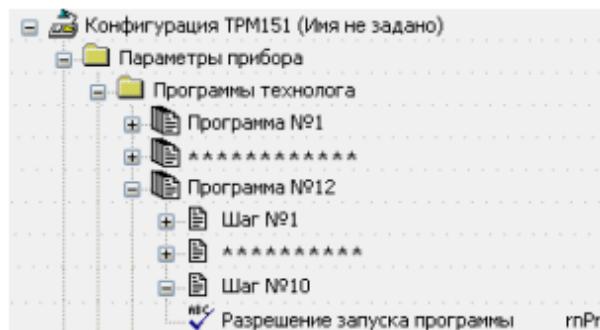 Конфигурация ТРМ151 (Имя не задано)
Параметры прибора
Программы технолога
Программа №1
************
Программа №12
Шаг №1
**********
Шаг №10
Разрешение запуска программы rnPr